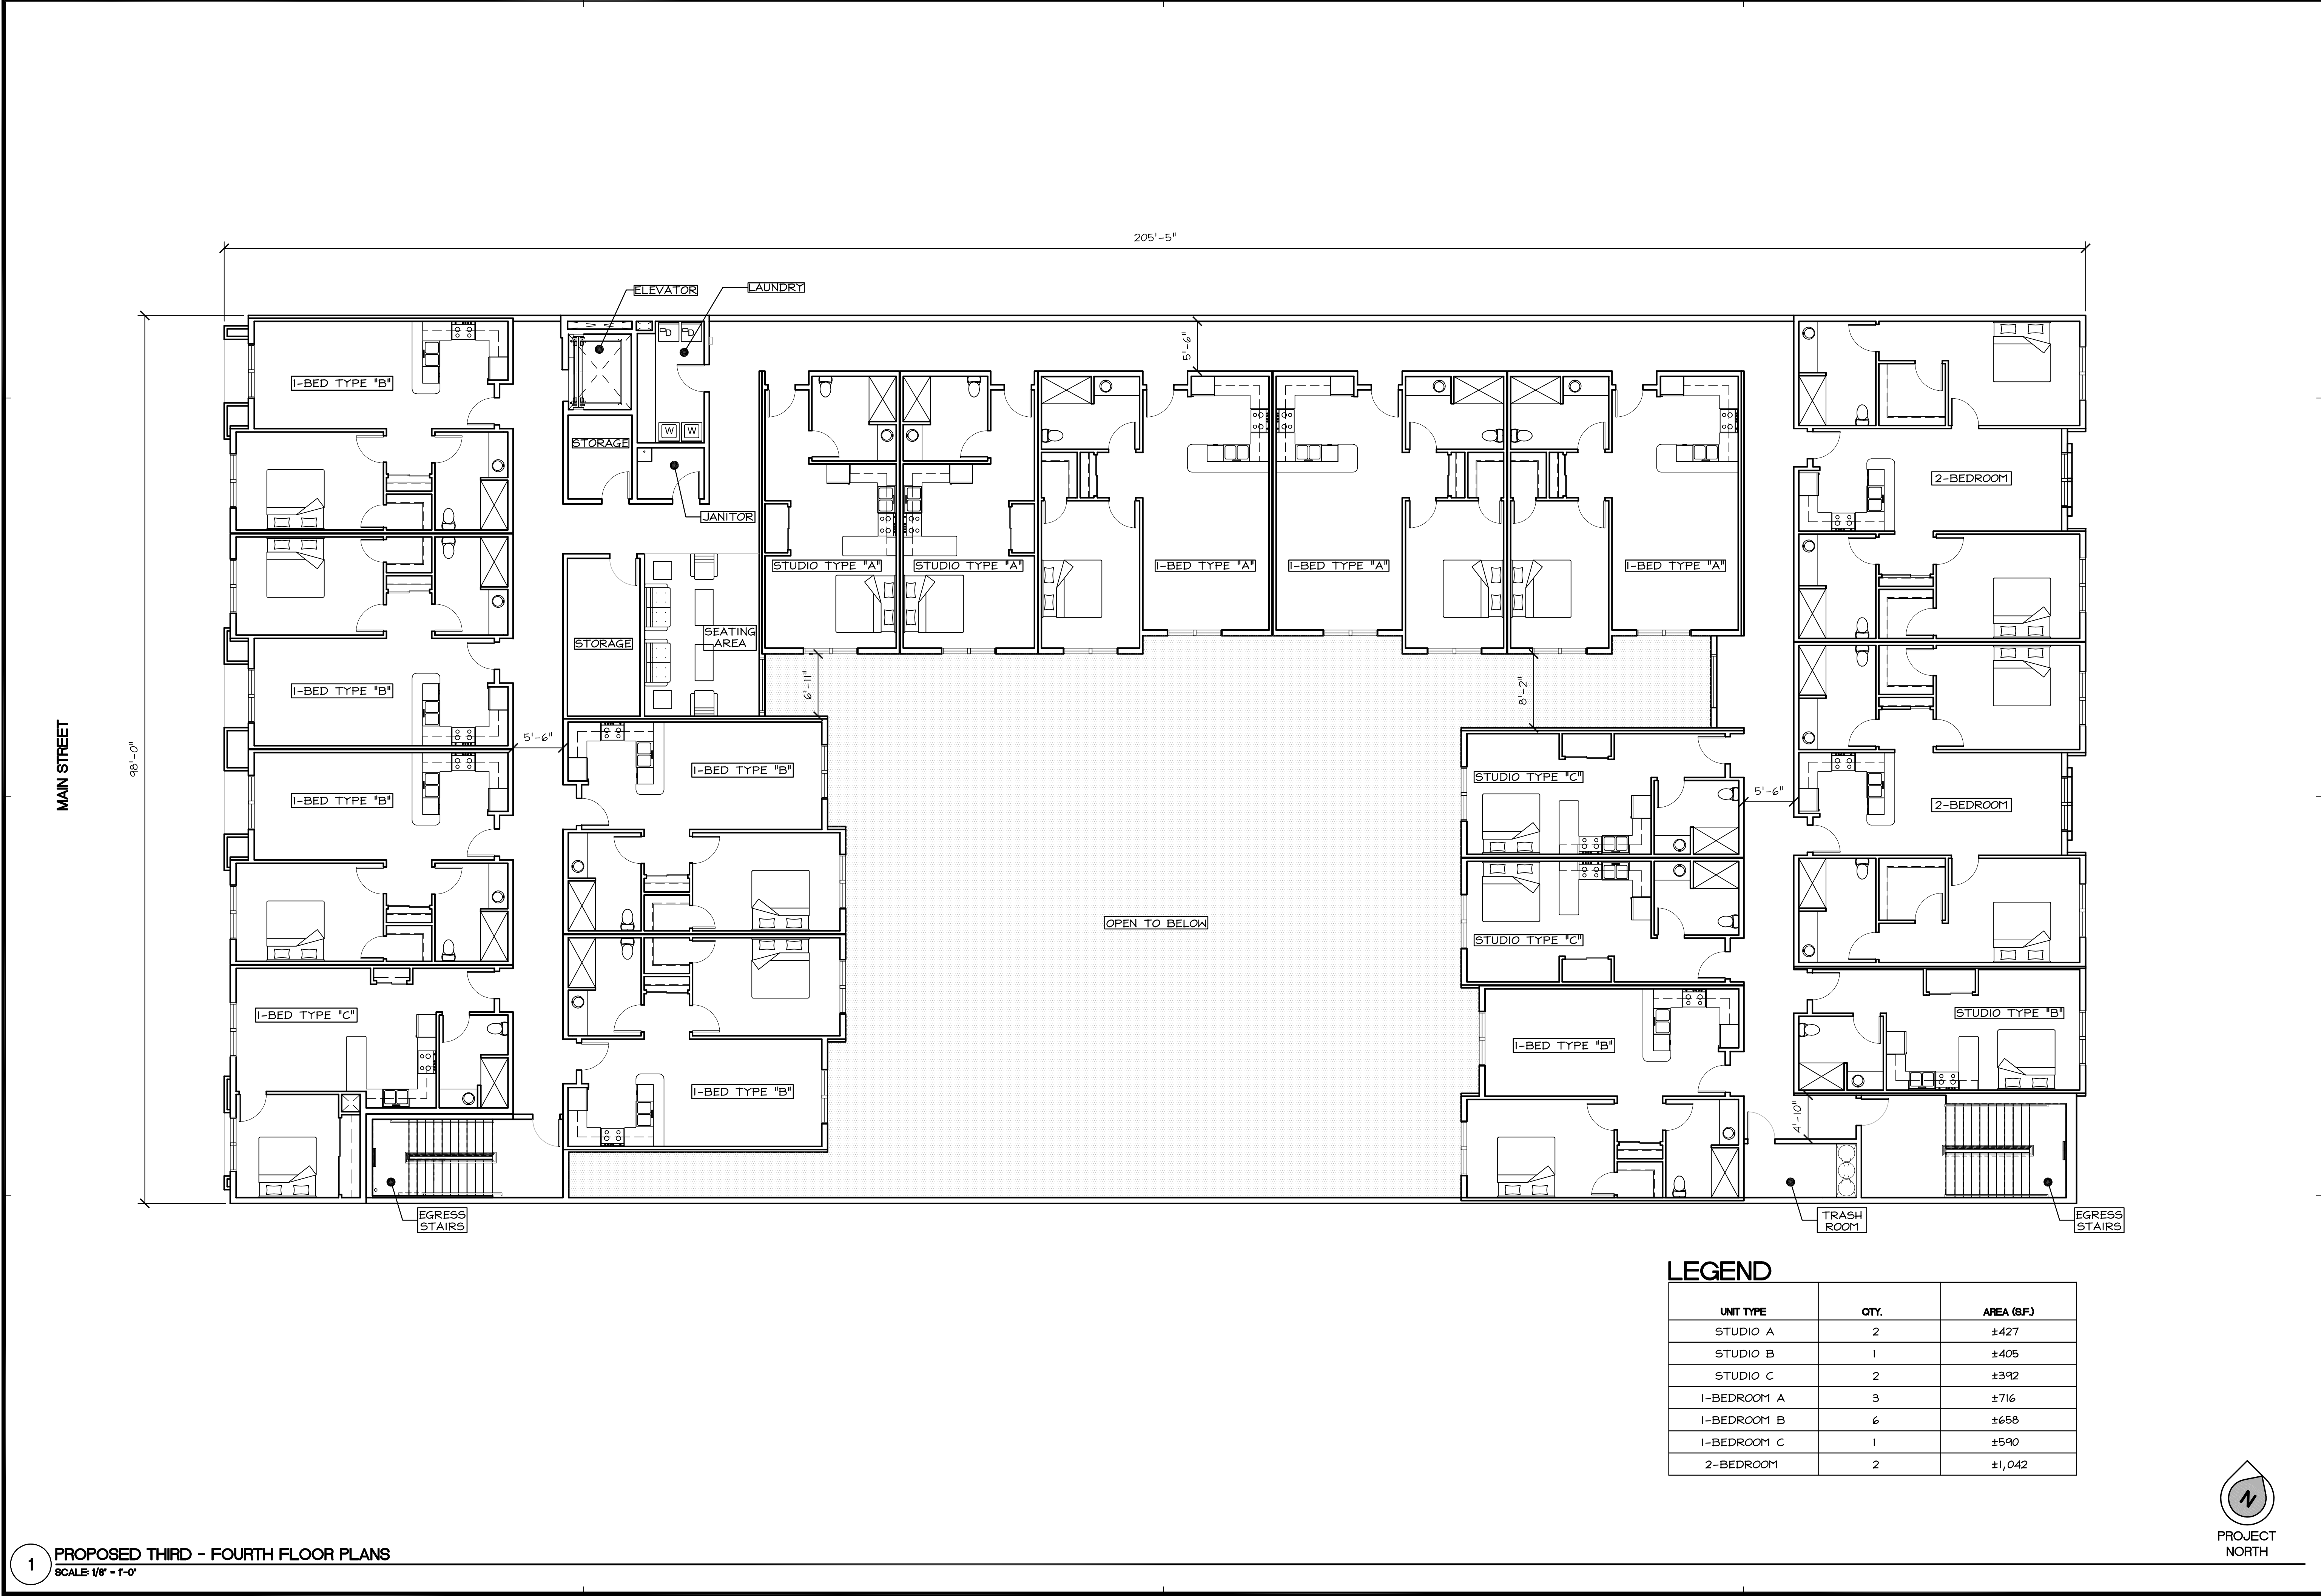 205'-5"
ELEVATOR
LAUNDRY
D
D
5'-6"
1-BED TYPE "B"
W
W
STORAGE
JANITOR
2-BEDROOM
STUDIO TYPE "A"
STUDIO TYPE "A"
1-BED TYPE "A"
1-BED TYPE "A"
1-BED TYPE "A"
SEATING
AREA
STORAGE
6'-11"
8'-2"
1-BED TYPE "B"
MAIN STREET
98'-0"
5'-6"
1-BED TYPE "B"
STUDIO TYPE "C"
5'-6"
1-BED TYPE "B"
2-BEDROOM
OPEN TO BELOW
STUDIO TYPE "C"
1-BED TYPE "C"
STUDIO TYPE "B"
1-BED TYPE "B"
1-BED TYPE "B"
4'-10"
EGRESS
STAIRS
TRASH
ROOM
EGRESS
STAIRS
LEGEND
UNIT TYPE QTY. AREA (S.F.)
STUDIO A 2 ±427
STUDIO B 1 ±405
STUDIO C 2 ±392
1-BEDROOM A 3 ±716
1-BEDROOM B 6 ±658
1-BEDROOM C 1 ±590
2-BEDROOM 2 ±1,042
N
PROJECT
NORTH
1
PROPOSED THIRD - FOURTH FLOOR PLANS
SCALE: 1/8" = 1'-0"